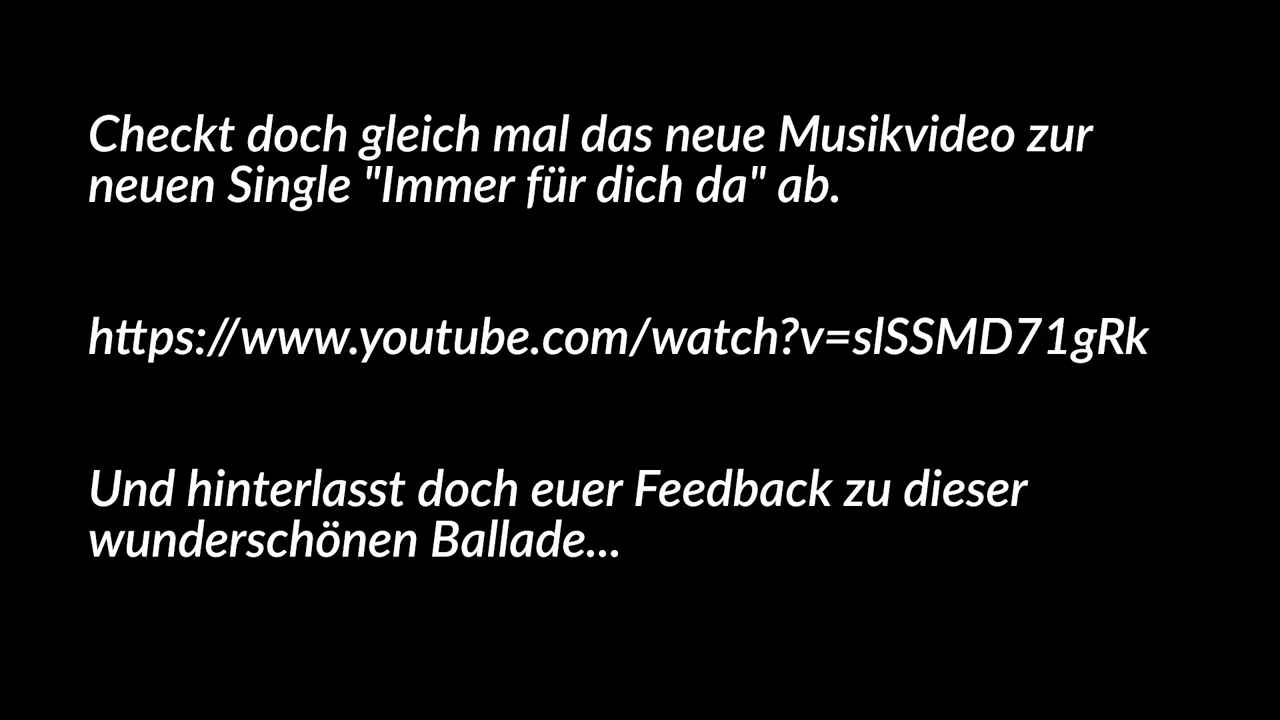 Checkt doch gleich mal das neue Musikvideo zur
neuen Single "Immer für dich da" ab.
https://www.youtube.com/watch?v=slSSMD71gRk
Und hinterlasst doch euer Feedback zu dieser
wunderschönen Ballade...